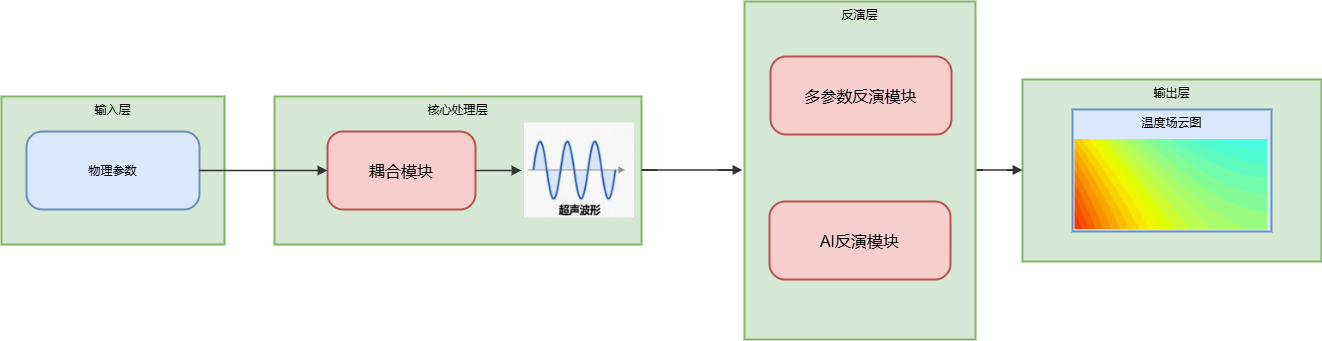 输入层
物理参数
核心处理层
耦合模块
超声波形
反演层
多参数反演模块
AI反演模块
输出层
温度场云图